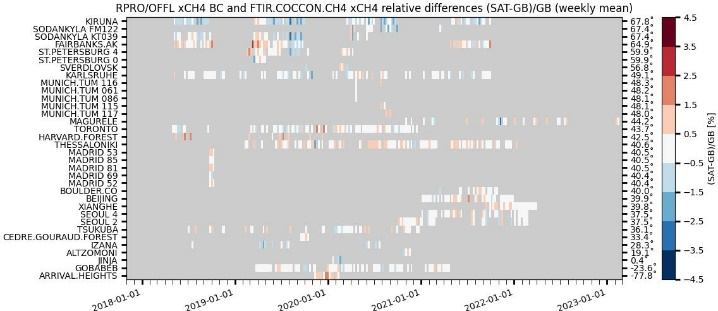 RPRO/OFFL xCH4 BC and FTIR.COCCON.CH4 xCH4 relative differences (SAT-GB)/GB (weekly mean)
KIRUNA 67.8°
SODANKYLA FM122 67.4°
SODANKYLA KT039 67.4°
FAIRBANKS.AK 64.9°
ST.PETERSBURG 4 59.9°
ST.PETERSBURG 0 59.9°
SVERDLOVSK 56.8°
KARLSRUHE 49.1°
MUNICH.TUM 116 48.3°
MUNICH.TUM 061 48.2°
MUNICH.TUM 086 48.1°
MUNICH.TUM 115 48.1°
MUNICH.TUM 117 48.0°
MAGURELE 44.2°
TORONTO 43.7°
HARVARD.FOREST 42.5°
THESSALONIKI 40.6°
MADRID 53 40.5°
MADRID 85 40.5°
MADRID 81 40.5°
MADRID 69 40.4°
MADRID 52 40.4°
BOULDER.CO 40.0°
BEIJING 39.9°
XIANGHE 39.8°
SEOUL 4 37.5°
SEOUL 2 37.5°
TSUKUBA 36.1°
CEDRE.GOURAUD.FOREST 33.4°
IZANA 28.3°
ALTZOMONI 19.1°
JINJA 0.4°
GOBABEB -23.6°
ARRIVAL.HEIGHTS -77.8°
2018-01-01 2019-01-01 2020-01-01 2021-01-01 2022-01-01 2023-01-01
4.5
3.5
2.5
1.5
0.5
−0.5
−1.5
−2.5
−3.5
−4.5
(SAT-GB)/GB [%]